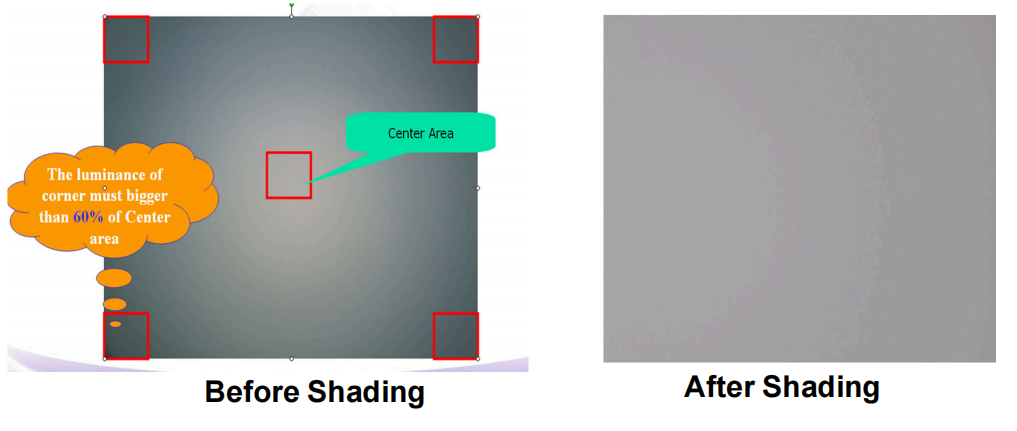 Center Area
The luminance of
corner must bigger
than 60% of Center
area
Before Shading
After Shading